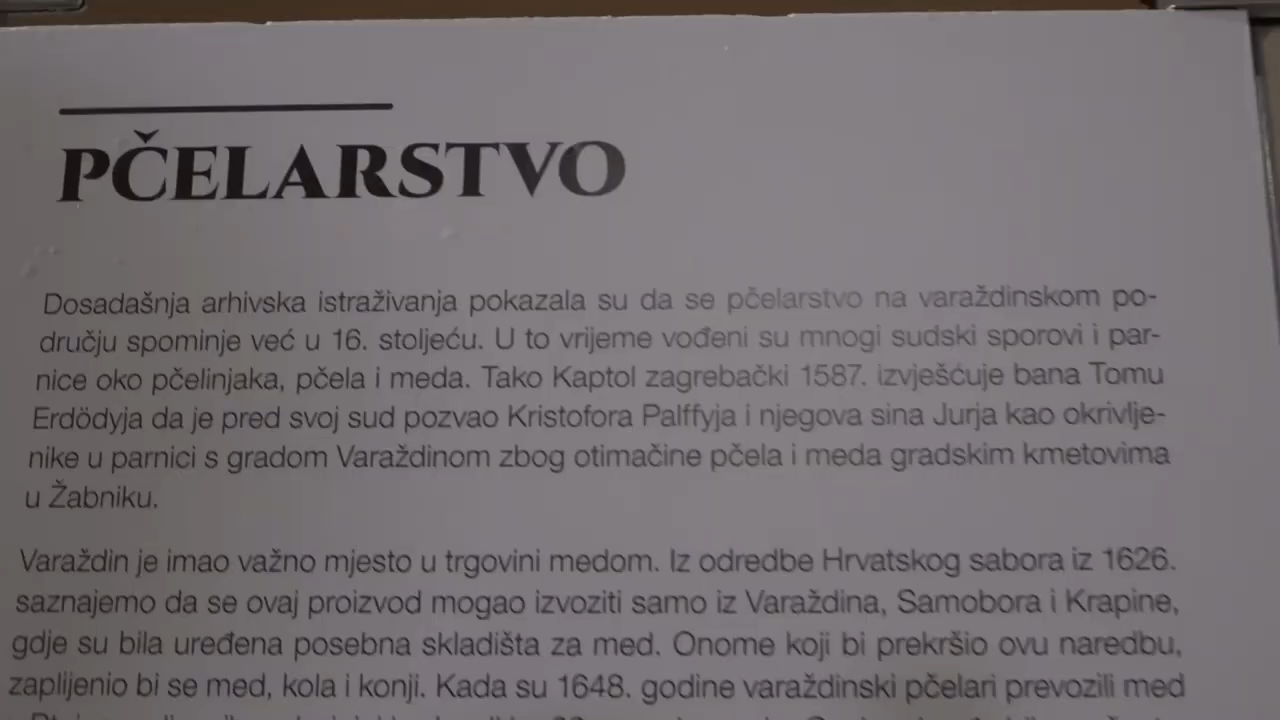 PČELARSTVO
Dosadašnja arhivska istraživanja pokazala su da se pčelarstvo na varaždinskom po-
dručju spominje već u 16. stoljeću. U to vrijeme vođeni su mnogi sudski sporovi i par-
nice oko pčelinjaka, pčela i meda. Tako Kaptol zagrebački 1587. izvješćuje bana Tomu
Erdödyja da je pred svoj sud pozvao Kristofora Palffyja i njegova sina Jurja kao okrivlje-
nike u parnici s gradom Varaždinom zbog otimačine pčela i meda gradskim kmetovima
u Žabniku.
Varaždin je imao važno mjesto u trgovini medom. Iz odredbe Hrvatskog sabora iz 1626.
saznajemo da se ovaj proizvod mogao izvoziti samo iz Varaždina, Samobora i Krapine,
gdje su bila uređena posebna skladišta za med. Onome koji bi prekršio ovu naredbu,
zaplijenio bi se med, kola i konji. Kada su 1648. godine varaždinski pčelari prevozili med